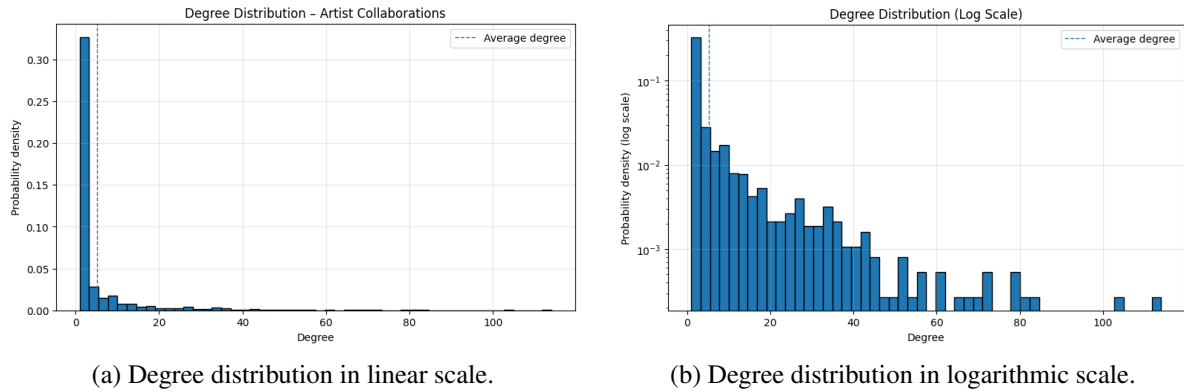 Degree Distribution – Artist Collaborations
Average degree
Probability density
0.30
0.25
0.20
0.15
0.10
0.05
0.00
0 20 40 60 80 100
Degree
(a) Degree distribution in linear scale.
Degree Distribution (Log Scale)
Average degree
Probability density (log scale)
10⁻¹
10⁻²
10⁻³
0 20 40 60 80 100
Degree
(b) Degree distribution in logarithmic scale.